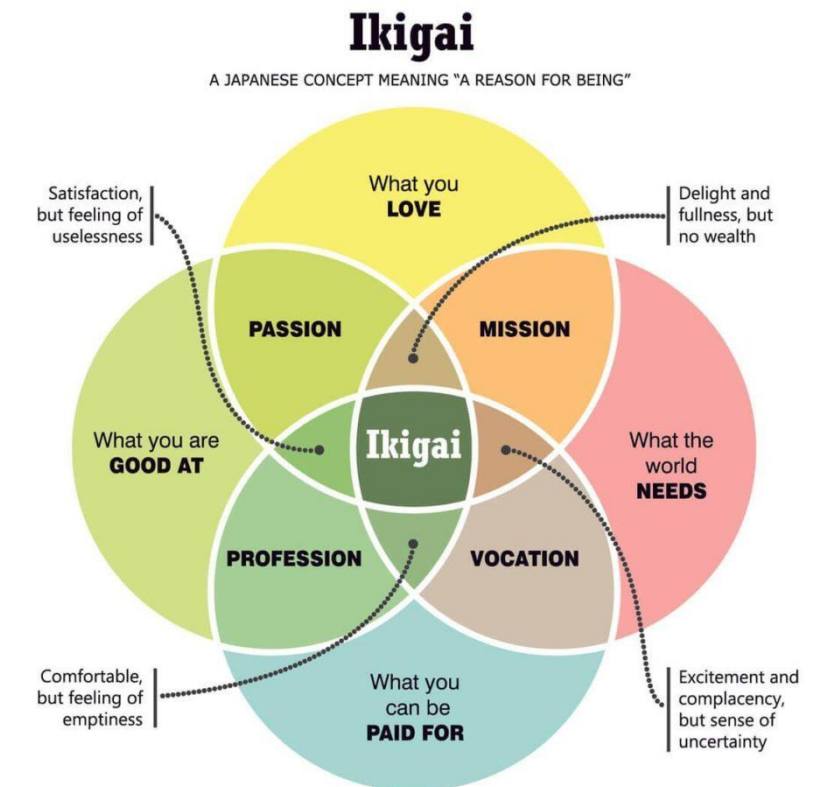 Ikigai
A JAPANESE CONCEPT MEANING “A REASON FOR BEING”
What you
LOVE
Satisfaction,
but feeling of
uselessness
Delight and
fullness, but
no wealth
PASSION
MISSION
What you are
GOOD AT
Ikigai
What the
world
NEEDS
PROFESSION
VOCATION
Comfortable,
but feeling of
emptiness
What you
can be
PAID FOR
Excitement and
complacency,
but sense of
uncertainty